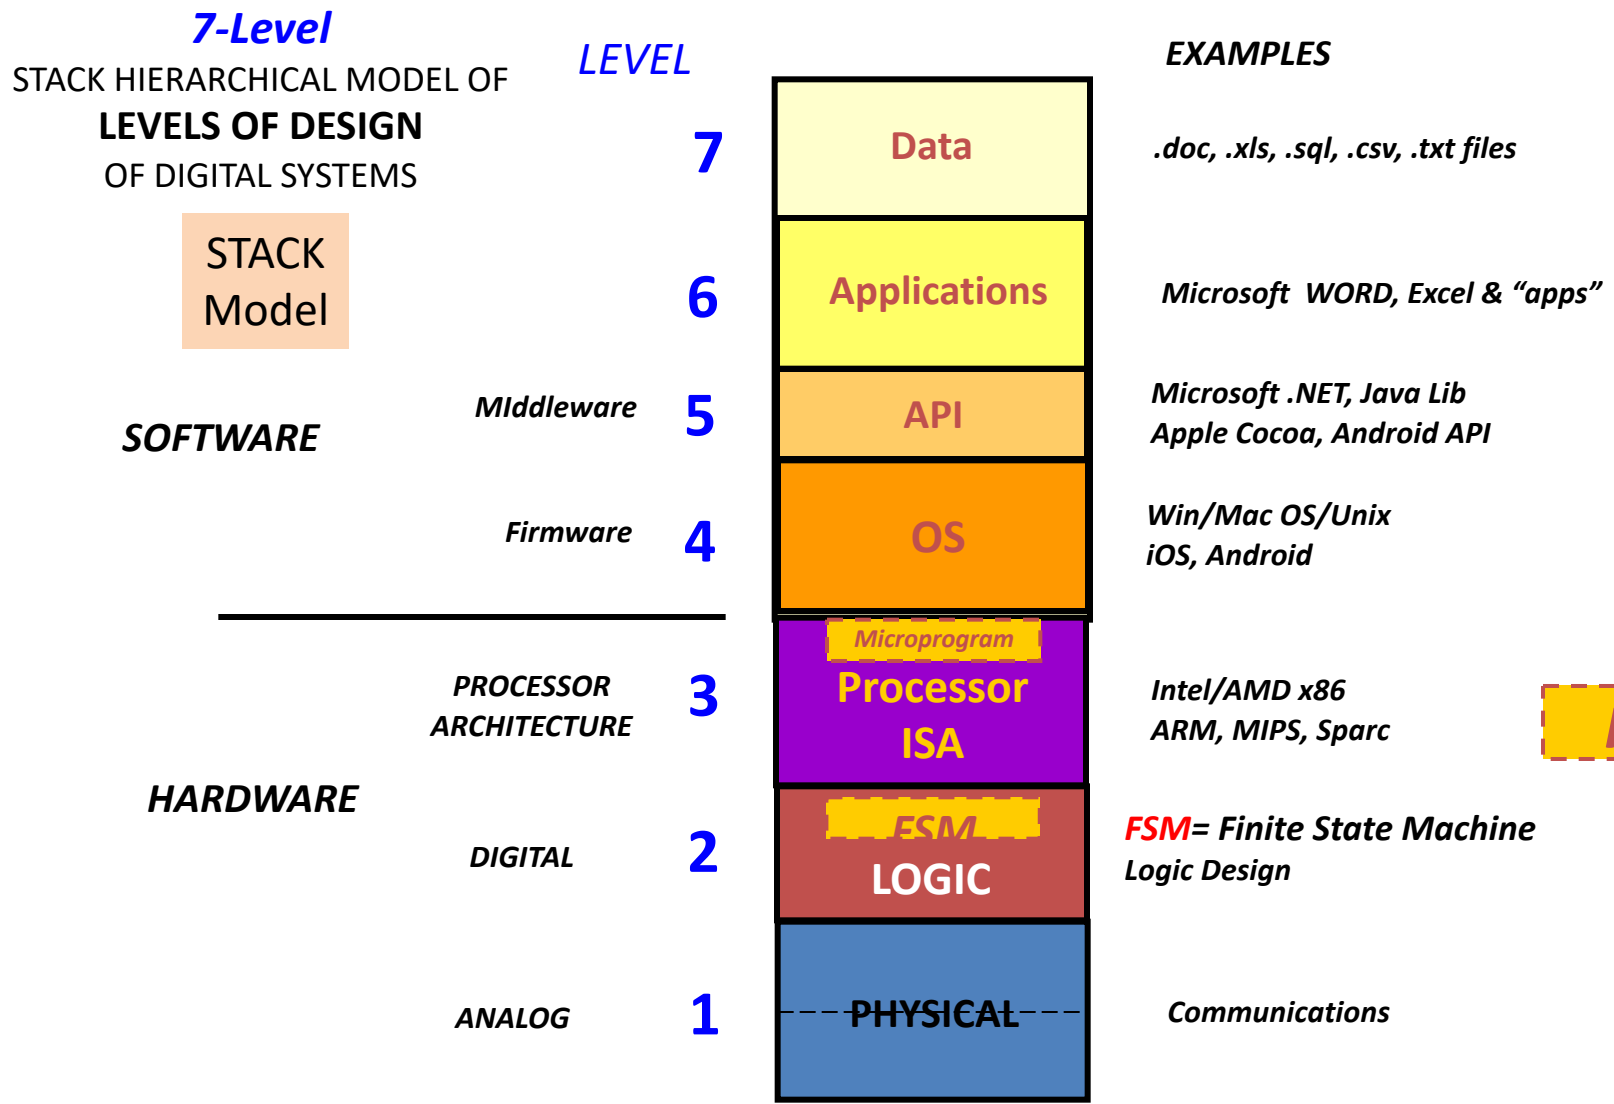 7-Level
STACK HIERARCHICAL MODEL OF
LEVELS OF DESIGN
OF DIGITAL SYSTEMS
STACK
Model
LEVEL
EXAMPLES
7
Data
.doc, .xls, .sql, .csv, .txt files
6
Applications
Microsoft WORD, Excel & “apps”
SOFTWARE
MIddleware
5
API
Microsoft .NET, Java Lib
Apple Cocoa, Android API
Firmware
4
OS
Win/Mac OS/Unix
iOS, Android
HARDWARE
PROCESSOR
ARCHITECTURE
3
Microprogram
Processor
ISA
Intel/AMD x86
ARM, MIPS, Sparc
DIGITAL
2
FSM
LOGIC
FSM= Finite State Machine
Logic Design
ANALOG
1
PHYSICAL
Communications